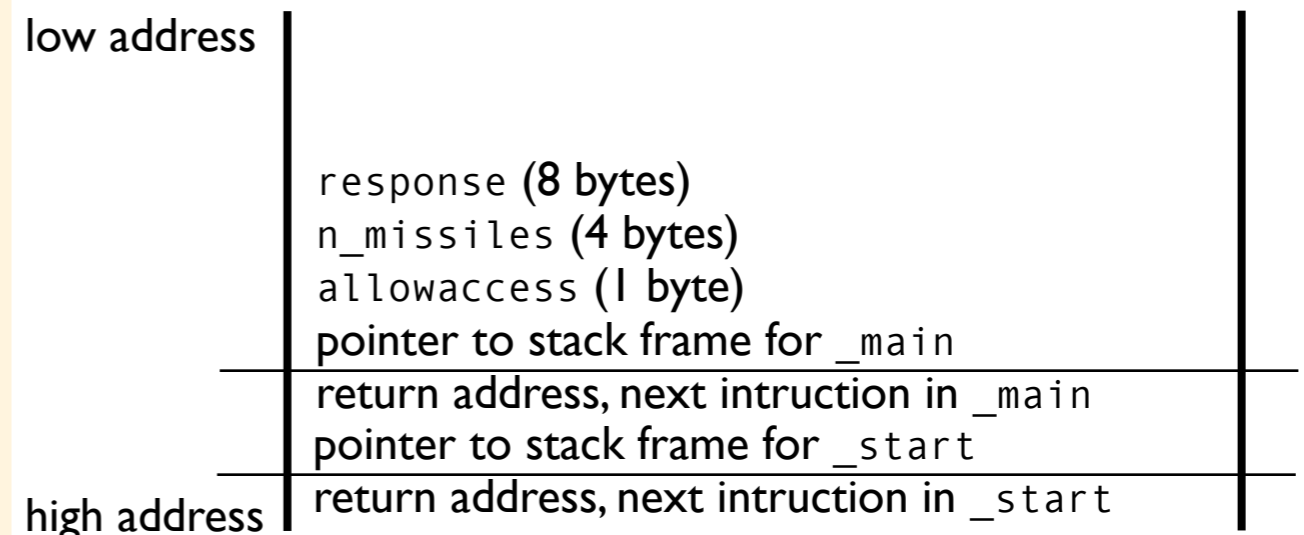 low address
response (8 bytes)
n_missiles (4 bytes)
allowaccess (1 byte)
pointer to stack frame for _main
return address, next intruction in _main
pointer to stack frame for _start
return address, next intruction in _start
high address